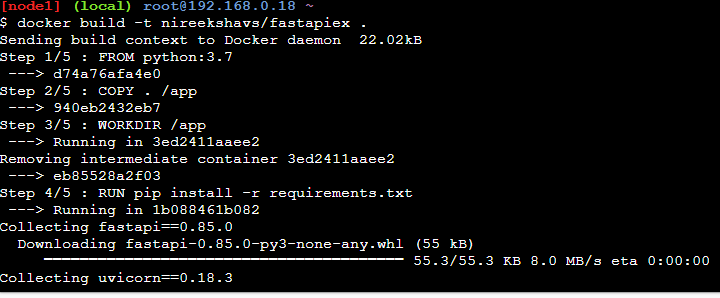 [node1] (local) root@192.168.0.18 ~
$ docker build -t nireekshavs/fastapiex .
Sending build context to Docker daemon  22.02kB
Step 1/5 : FROM python:3.7
 ---> d74a76afa4e0
Step 2/5 : COPY . /app
 ---> 940eb2432eb7
Step 3/5 : WORKDIR /app
 ---> Running in 3ed2411aaee2
Removing intermediate container 3ed2411aaee2
 ---> eb85528a2f03
Step 4/5 : RUN pip install -r requirements.txt
 ---> Running in 1b088461b082
Collecting fastapi==0.85.0
  Downloading fastapi-0.85.0-py3-none-any.whl (55 kB)
     ━━━━━━━━━━━━━━━━━━━━━━━━━━━━━━━━━━━━━━━━ 55.3/55.3 KB 8.0 MB/s eta 0:00:00
Collecting uvicorn==0.18.3